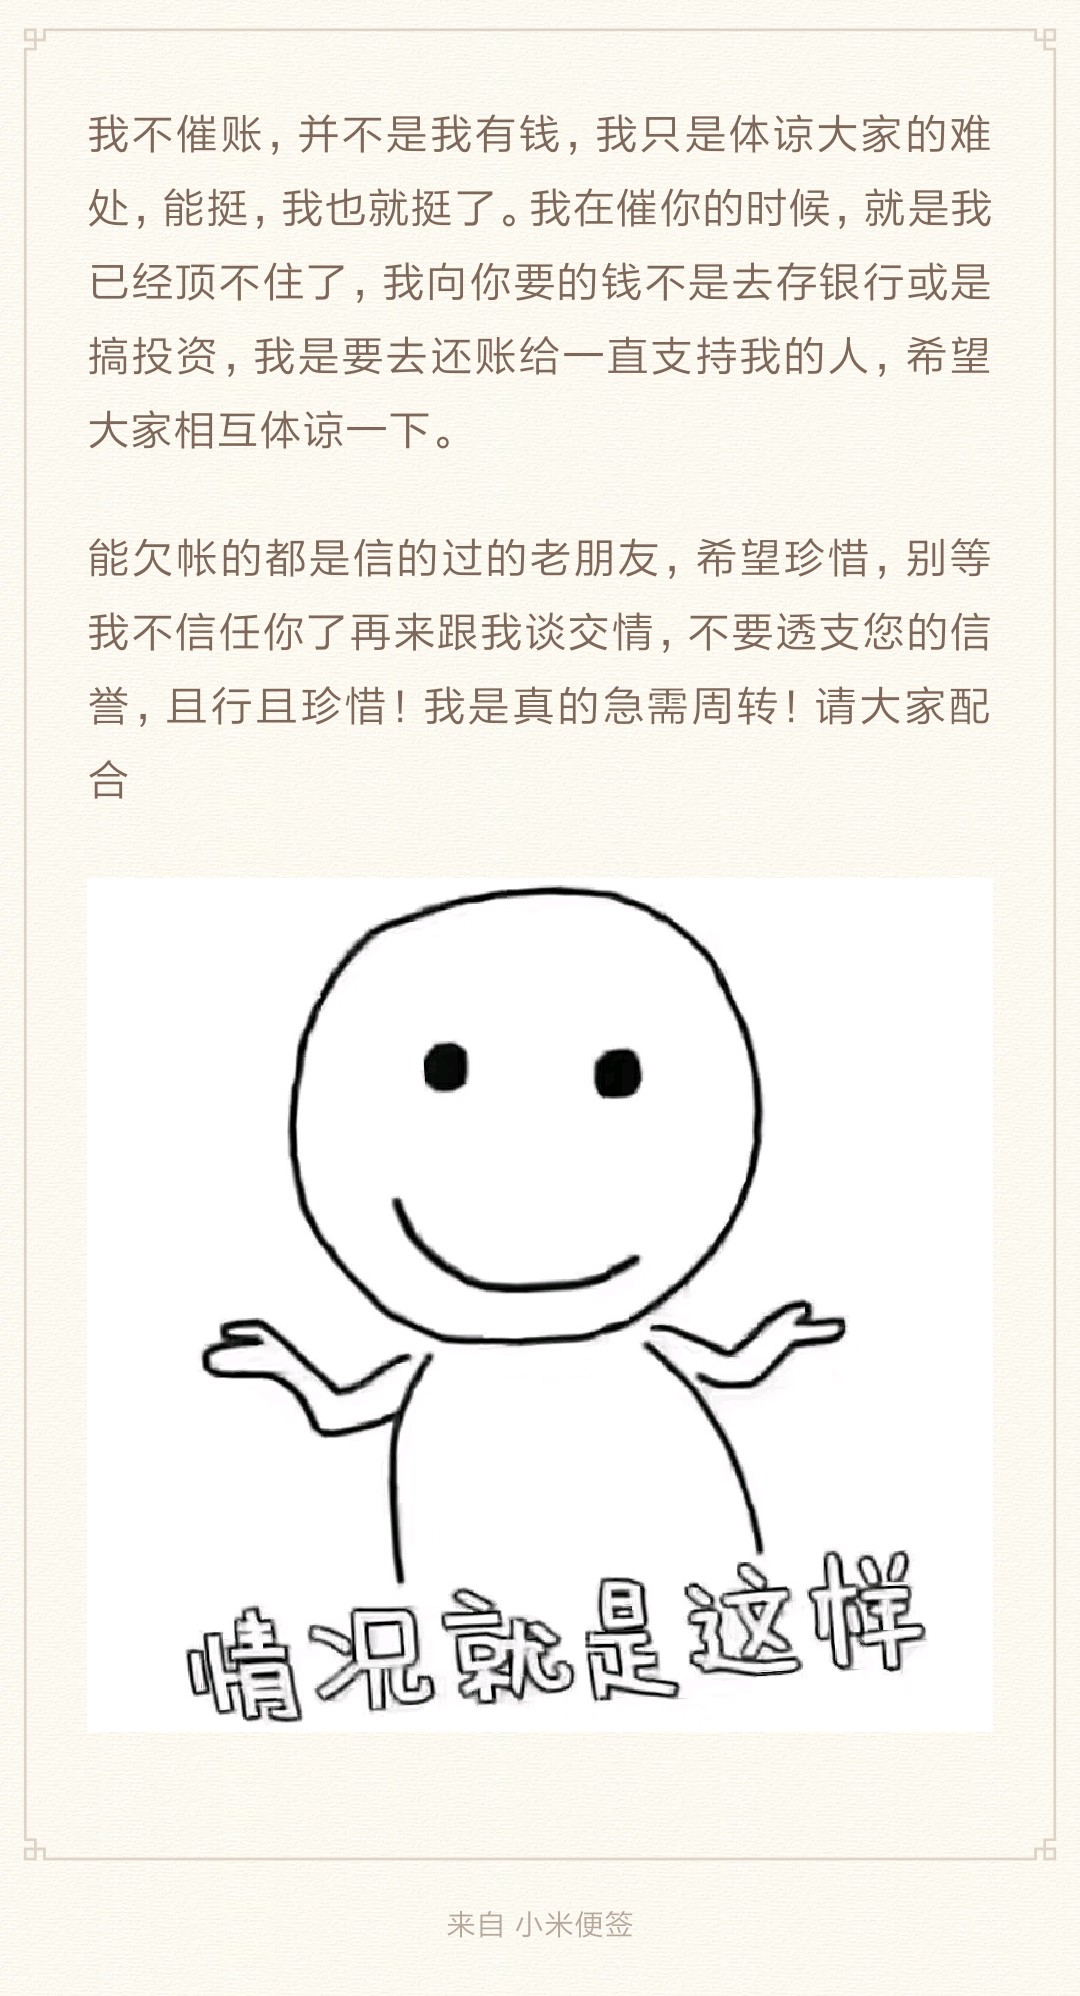 我不催账，并不是我有钱，我只是体谅大家的难
处，能挺，我也就挺了。我在催你的时候，就是我
已经顶不住了，我向你要的钱不是去存银行或是
搞投资，我是要去还账给一直支持我的人，希望
大家相互体谅一下。
能欠帐的都是信的过的老朋友，希望珍惜，别等
我不信任你了再来跟我谈交情，不要透支您的信
誉，且行且珍惜！我是真的急需周转！请大家配
合
情况就是这样
来自 小米便签